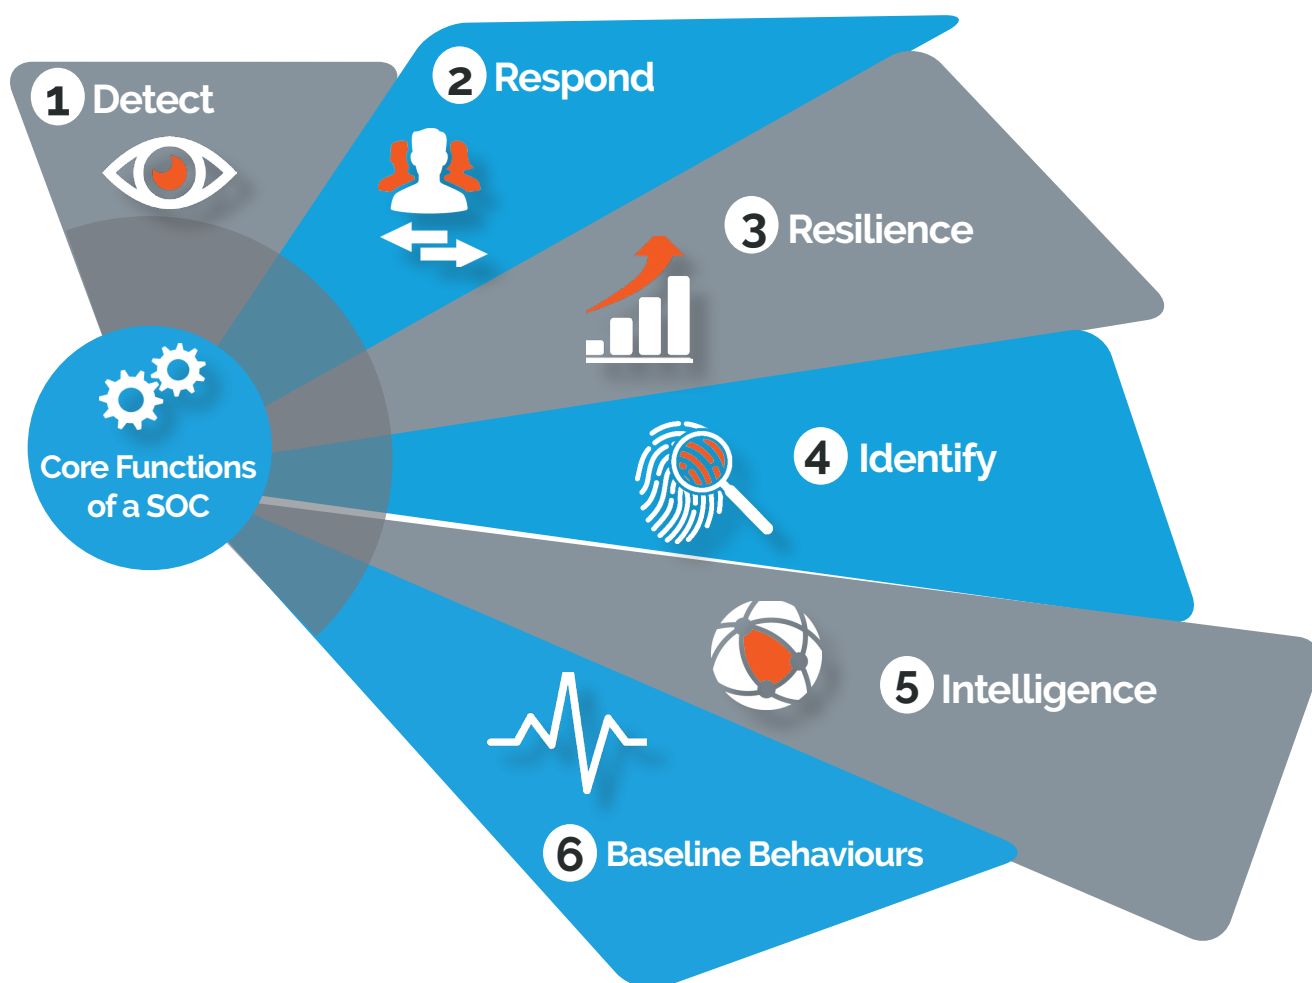 1 Detect
2 Respond
3 Resilience
Core Functions
of a SOC
4 Identify
5 Intelligence
6 Baseline Behaviours